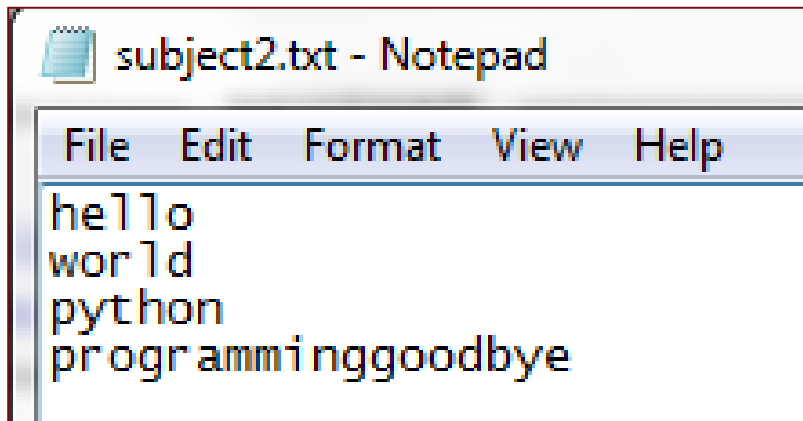 subject2.txt - Notepad
File Edit Format View Help
hello
world
python
programminggoodbye